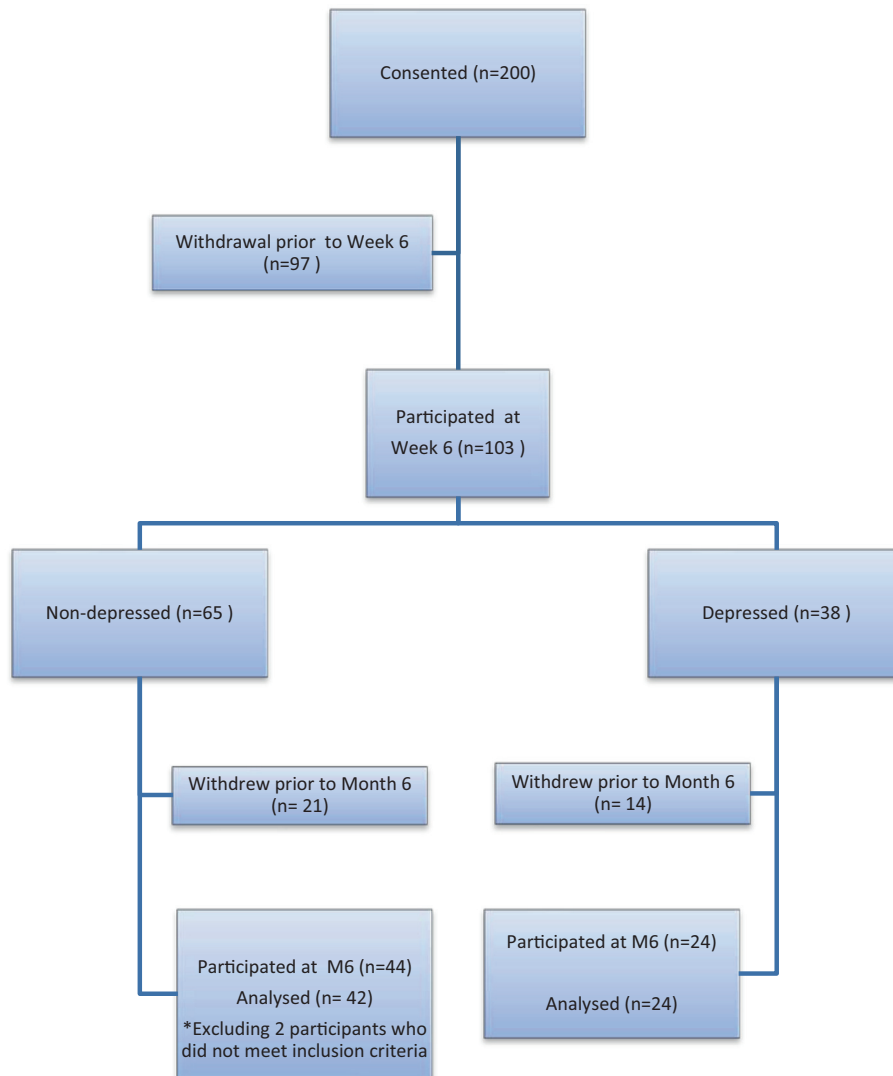 Consented (n=200)
Withdrawal prior  to Week 6
(n=97 )
Participated  at
Week 6 (n=103 )
Non-depressed (n=65 )
Depressed (n=38 )
Withdrew prior to Month 6
(n= 21)
Withdrew prior to Month 6
(n= 14)
Participated at  M6 (n=44)
Analysed (n= 42)
*Excluding 2 participants who
did not meet inclusion criteria
Participated at M6 (n=24)
Analysed (n=24)